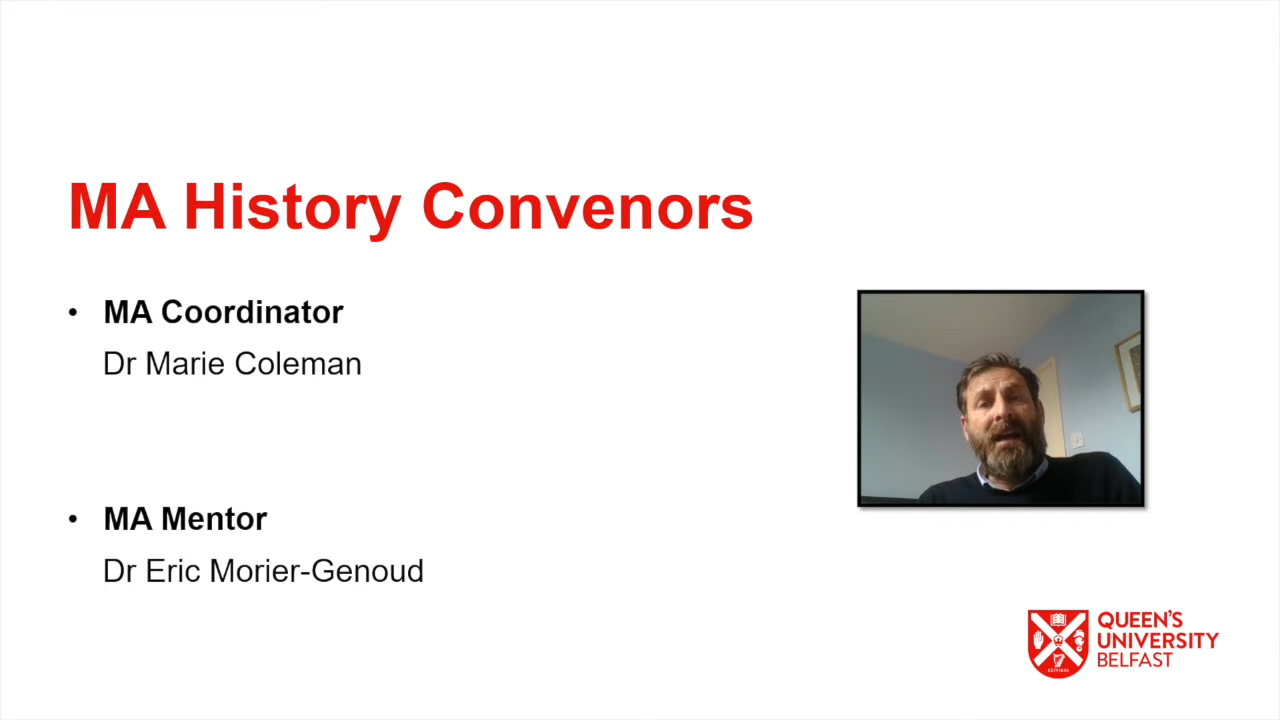 MA History Convenors
• MA Coordinator
Dr Marie Coleman
• MA Mentor
Dr Eric Morier-Genoud
QUEEN'S
UNIVERSITY
BELFAST